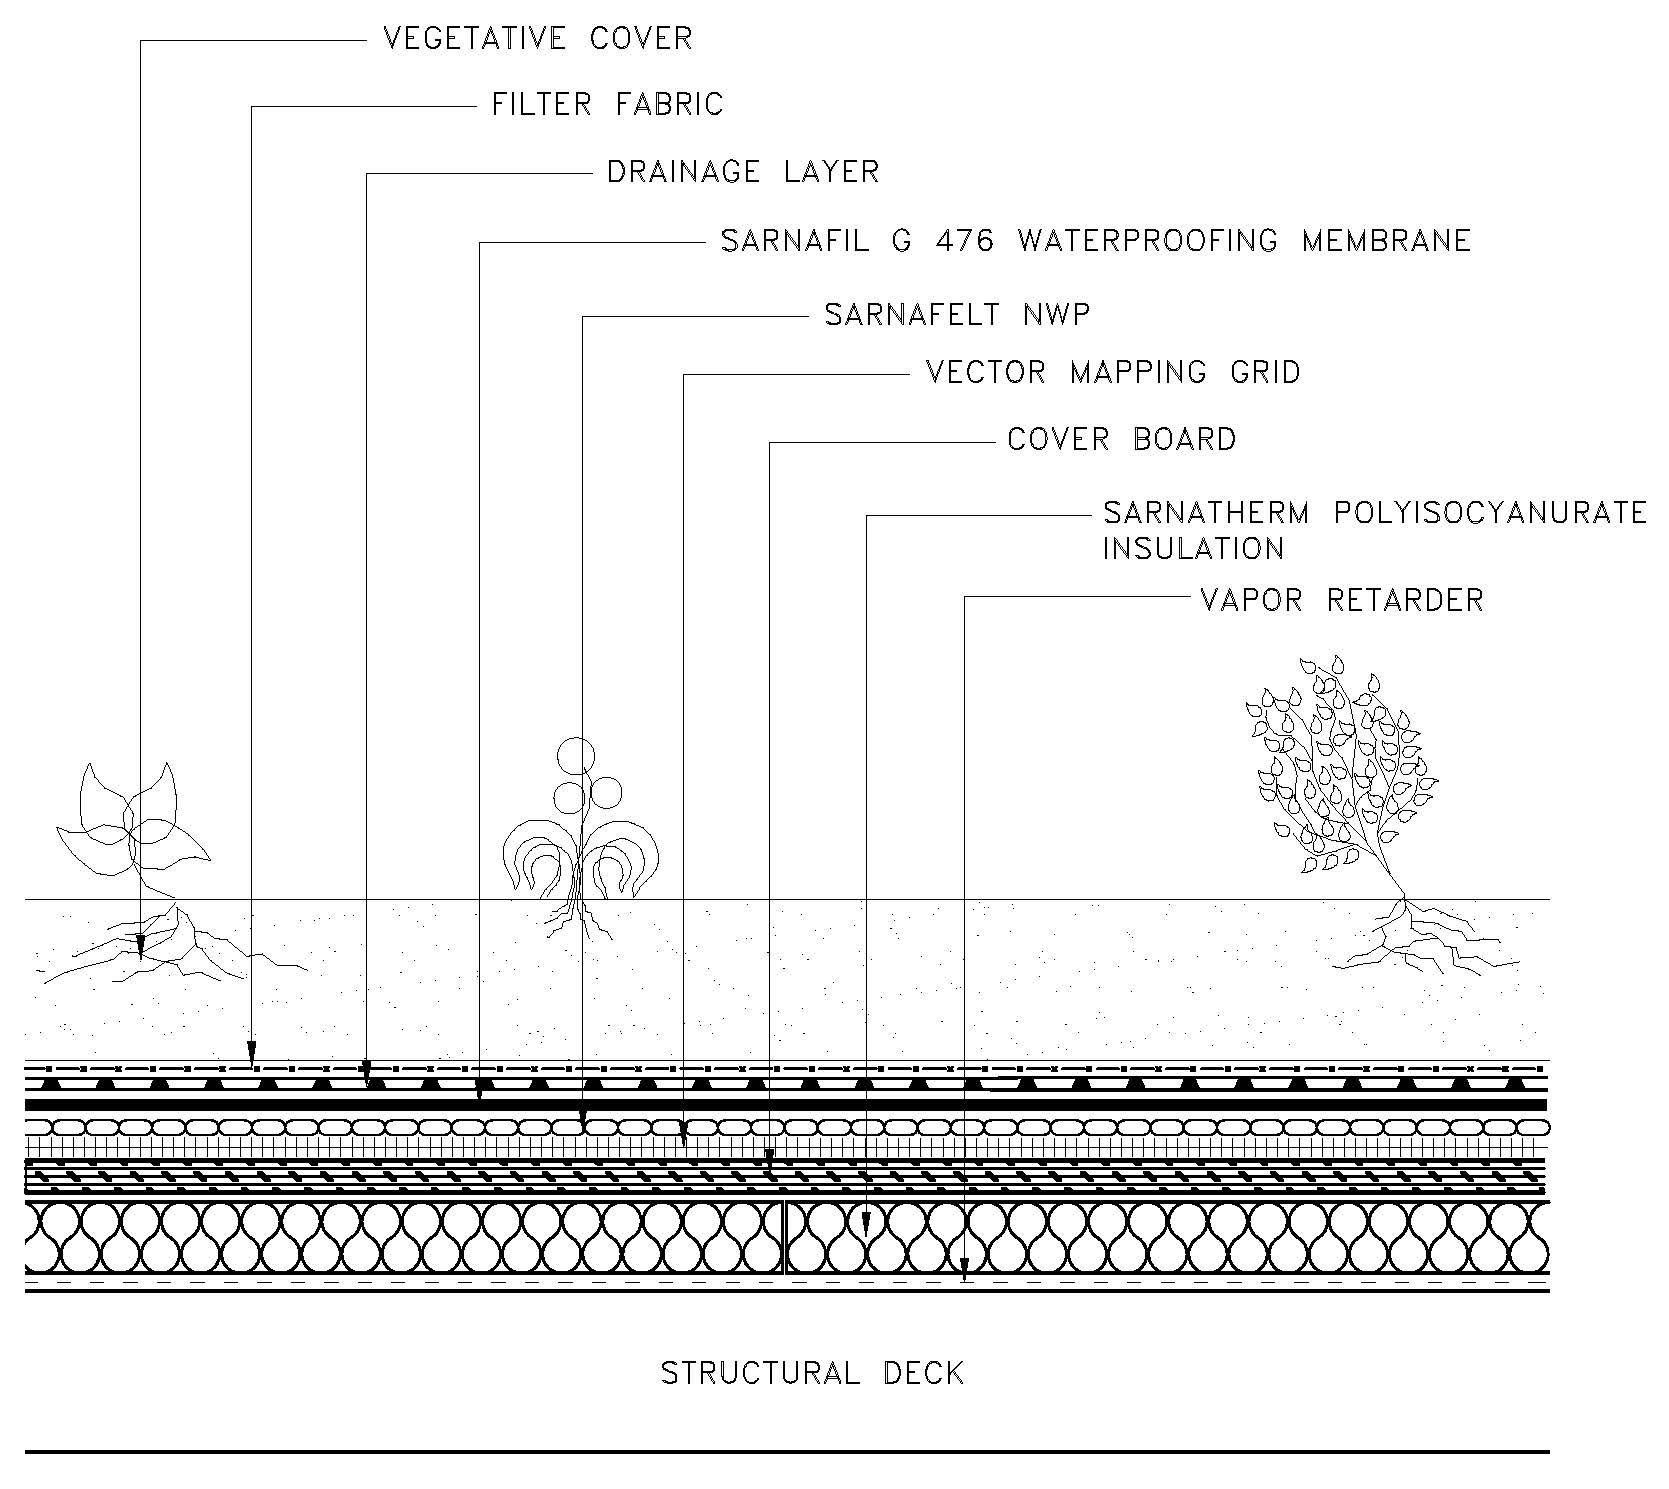 VEGETATIVE COVER
FILTER FABRIC
DRAINAGE LAYER
SARNAFIL G 476 WATERPROOFING MEMBRANE
SARNAFELT NWP
VECTOR MAPPING GRID
COVER BOARD
SARNATHERM POLYISOCYANURATE
INSULATION
VAPOR RETARDER
STRUCTURAL DECK